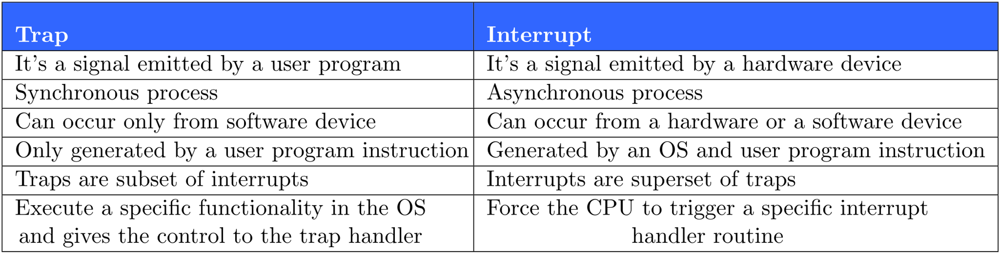 Trap
Interrupt
It's a signal emitted by a user program
It's a signal emitted by a hardware device
Synchronous process
Asynchronous process
Can occur only from software device
Can occur from a hardware or a software device
Only generated by a user program instruction
Generated by an OS and user program instruction
Traps are subset of interrupts
Interrupts are superset of traps
Execute a specific functionality in the OS
and gives the control to the trap handler
Force the CPU to trigger a specific interrupt
handler routine